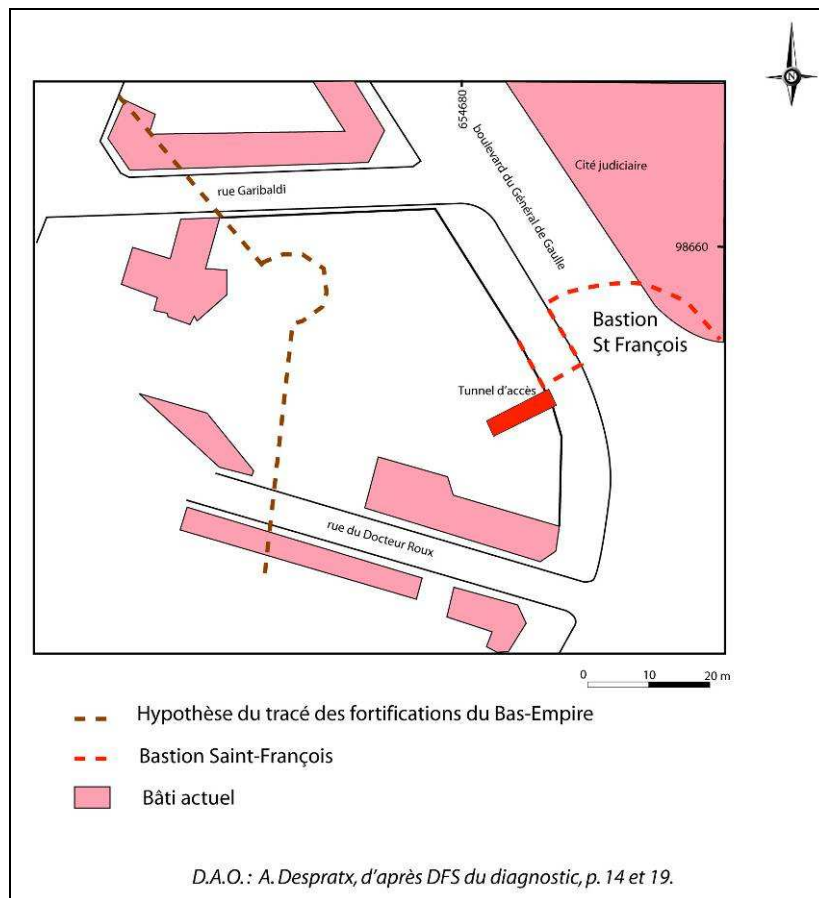 N
654680
boulevard du Général de Gaulle
Cité judiciaire
rue Garibaldi
98660
Bastion
St François
Tunnel d'accès
rue du Docteur Roux
0 10 20 m
Hypothèse du tracé des fortifications du Bas-Empire
Bastion Saint-François
Bâti actuel
D.A.O.: A. Despratx, d'après DFS du diagnostic, p. 14 et 19.